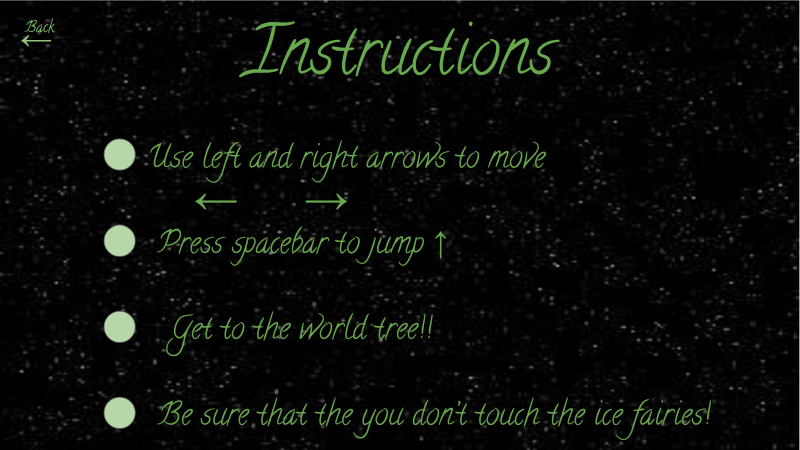 Back
←
Instructions
Use left and right arrows to move
← →
Press spacebar to jump ↑
Get to the world tree!!
Be sure that the you don't touch the ice fairies!